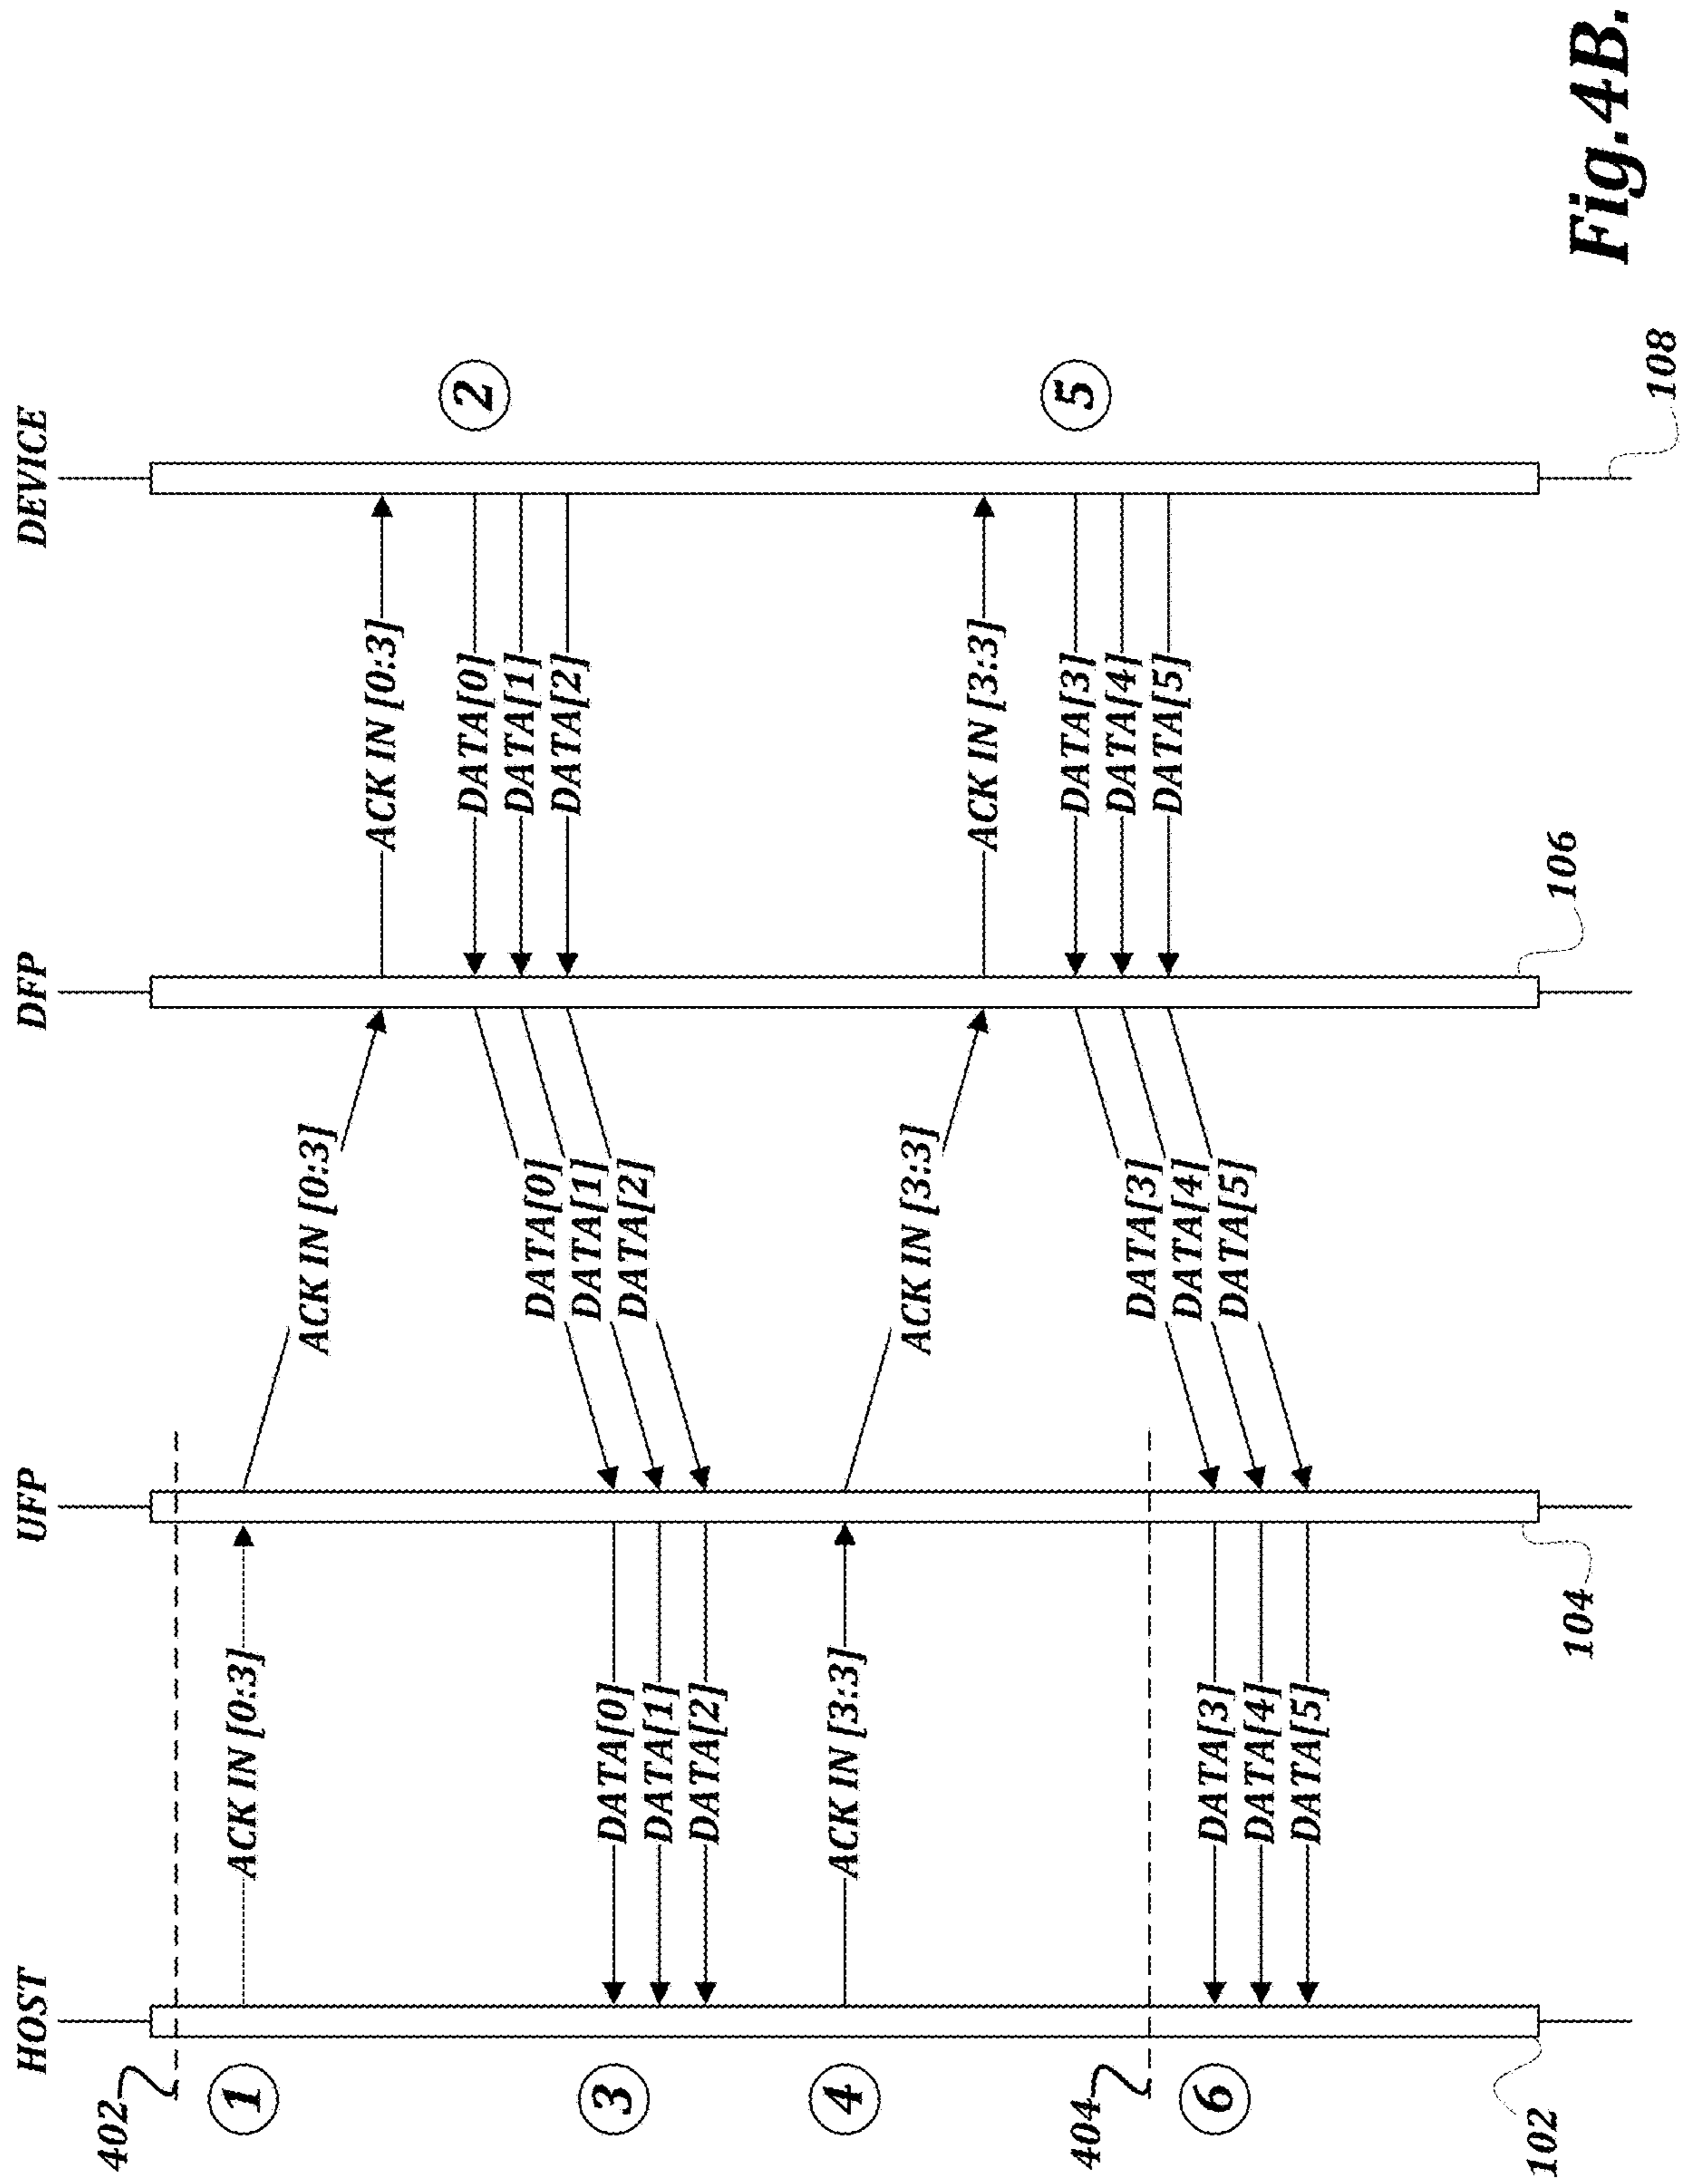 HOST UFP DFP DEVICE
402
1 ACK IN [0:3]
ACK IN [0:3]
ACK IN [0:3]
2
DATA[0]
DATA[1]
DATA[2]
DATA[0]
DATA[1]
DATA[2]
3
DATA[0]
DATA[1]
DATA[2]
4 ACK IN [3:3]
ACK IN [3:3]
ACK IN [3:3]
5
DATA[3]
DATA[4]
DATA[5]
DATA[3]
DATA[4]
DATA[5]
404
6
DATA[3]
DATA[4]
DATA[5]
102
104
106
108
Fig.4B.